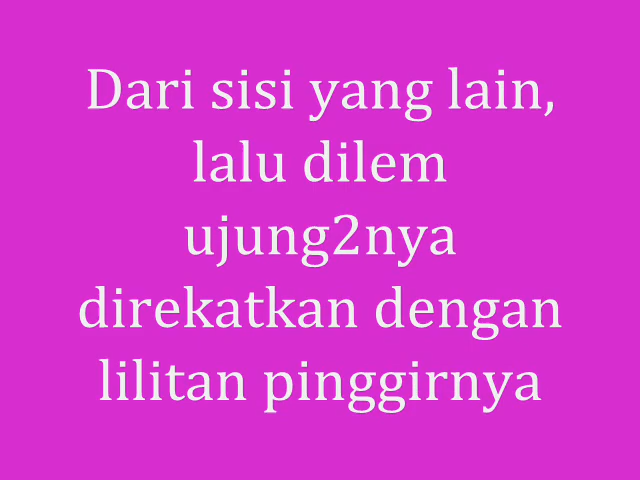 Dari sisi yang lain,
lalu dilem
ujung2nya
direkatkan dengan
lilitan pinggirnya